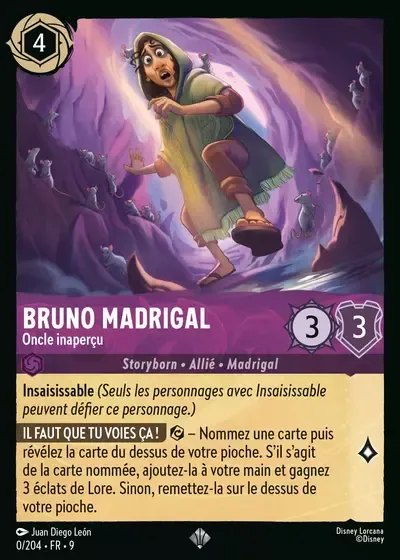 4
BRUNO MADRIGAL
Oncle inaperçu
3
3
Storyborn • Allié • Madrigal
Insaisissable (Seuls les personnages avec Insaisissable
peuvent défier ce personnage.)
IL FAUT QUE TU VOIES ÇA ! – Nommez une carte puis
révélez la carte du dessus de votre pioche. S'il s'agit
de la carte nommée, ajoutez-la à votre main et gagnez
3 éclats de Lore. Sinon, remettez-la sur le dessus de
votre pioche.
Juan Diego León
0/204 • FR • 9
Disney Lorcana
©Disney